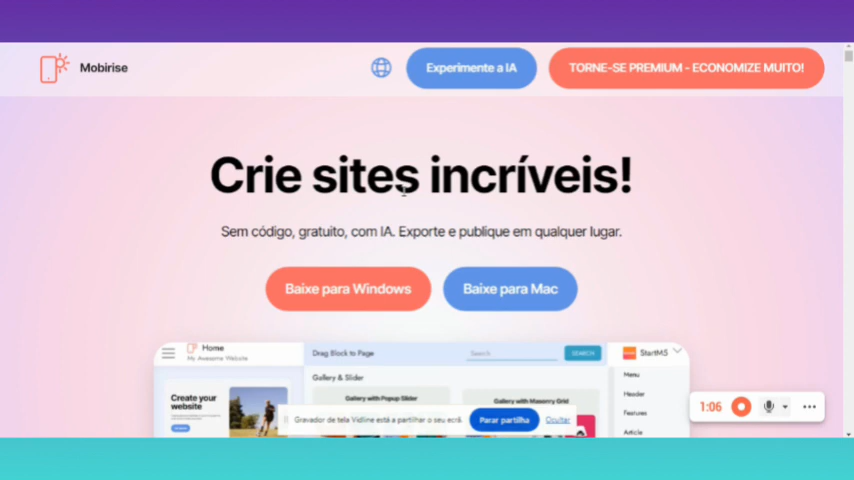 Mobirise
Experimente a IA
TORNE-SE PREMIUM - ECONOMIZE MUITO!
Crie sites incríveis!
Sem código, gratuito, com IA. Exporte e publique em qualquer lugar.
Baixe para Windows
Baixe para Mac
Home
My Awesome Website
Drag Block to Page
Search
SEARCH
StartM5
Gallery & Slider
Menu
Create your
website
Gallery with Popup Slider
Gallery with Masonry Grid
Header
Features
Article
Gravador de tela Vidline está a partilhar o seu ecrã.
Parar partilha
Ocultar
1:06